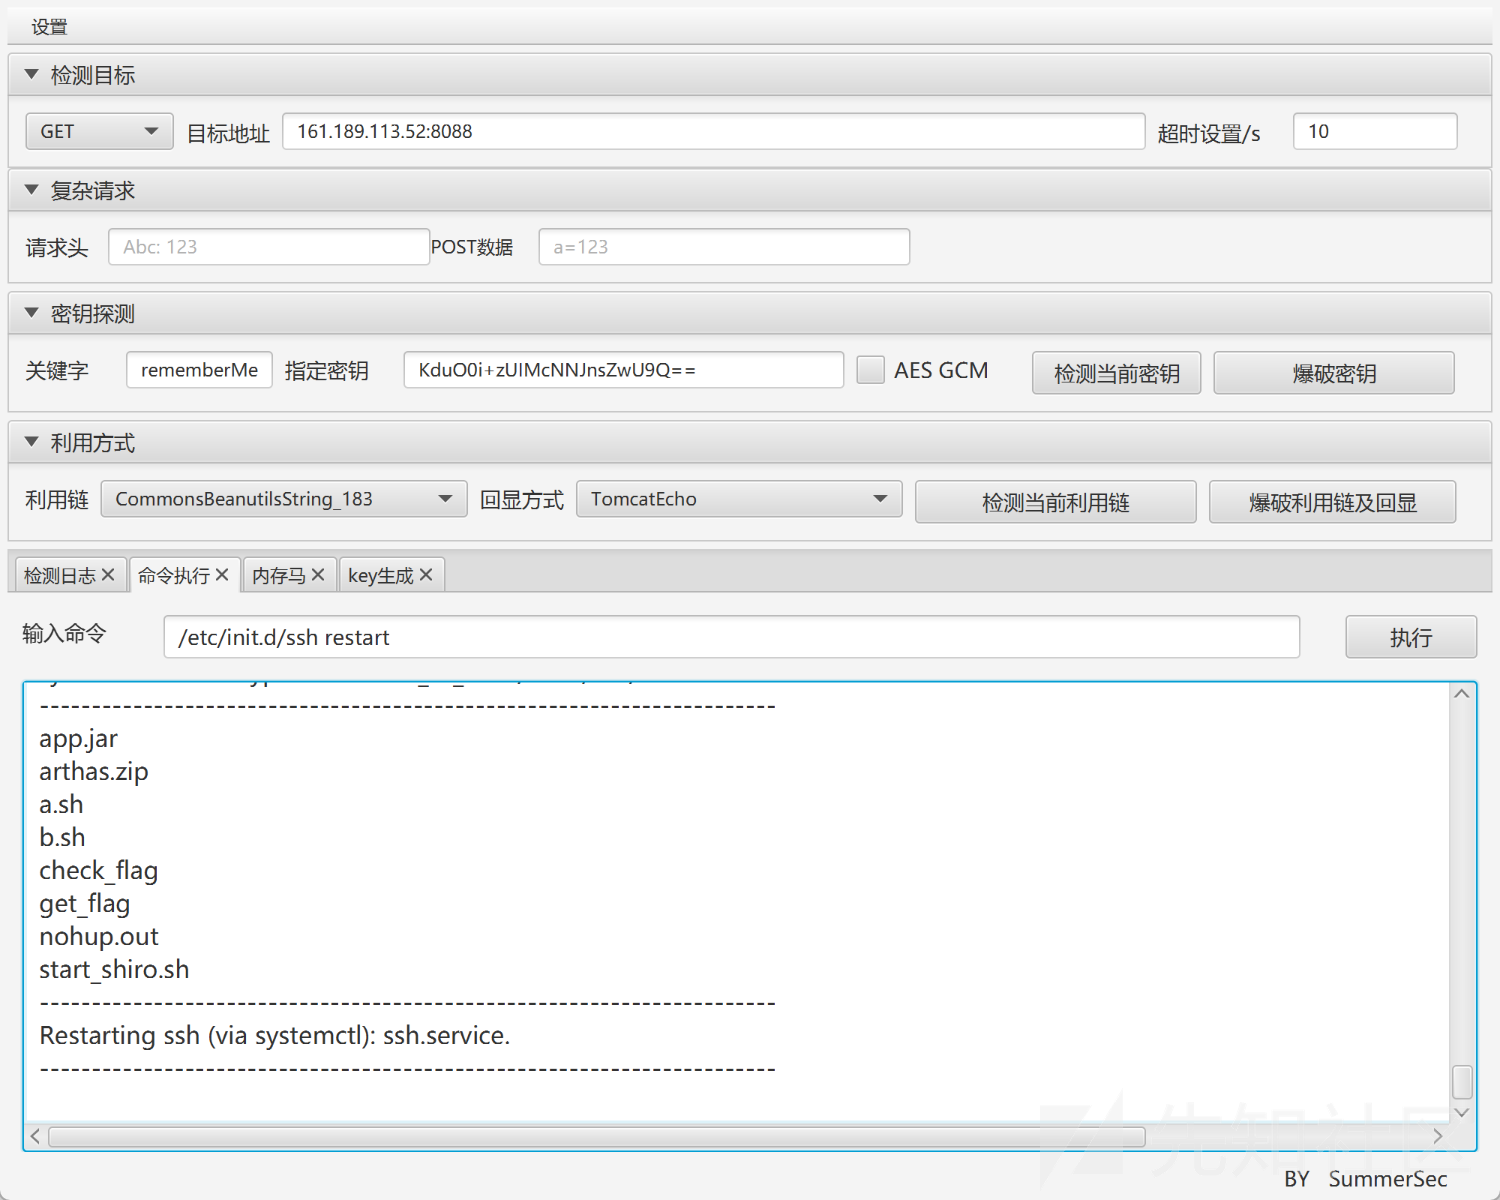 设置
检测目标
GET 目标地址 161.189.113.52:8088 超时设置/s 10
复杂请求
请求头 Abc: 123 POST数据 a=123
密钥探测
关键字 rememberMe 指定密钥 KduO0i+zUIMcNNJnsZwU9Q== AES GCM 检测当前密钥 爆破密钥
利用方式
利用链 CommonsBeanutilsString_183 回显方式 TomcatEcho 检测当前利用链 爆破利用链及回显
检测日志 命令执行 内存马 key生成
输入命令 /etc/init.d/ssh restart 执行
----------------------------------------------------------------------
app.jar
arthas.zip
a.sh
b.sh
check_flag
get_flag
nohup.out
start_shiro.sh
----------------------------------------------------------------------
Restarting ssh (via systemctl): ssh.service.
----------------------------------------------------------------------
先知社区
BY SummerSec